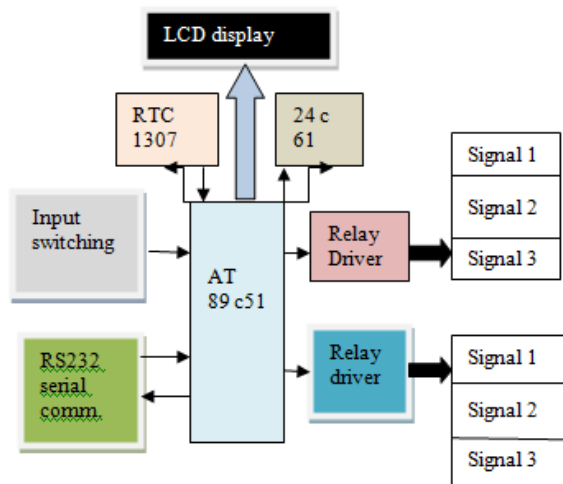 LCD display
RTC
1307
24 c
61
Input
switching
AT
89 c51
Relay
Driver
Signal 1
Signal 2
Signal 3
RS232
serial
comm.
Relay
driver
Signal 1
Signal 2
Signal 3